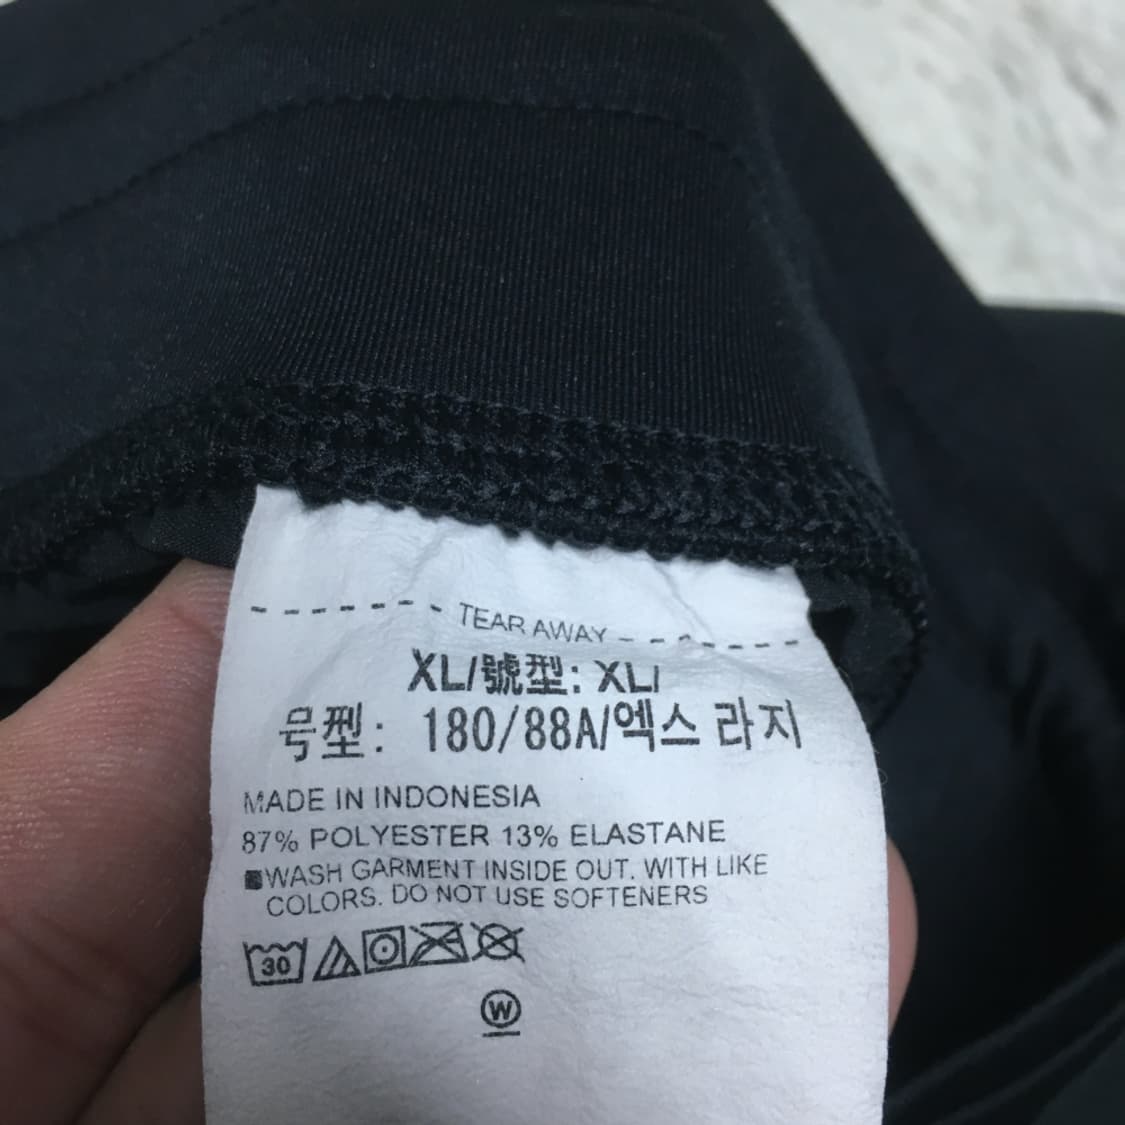 TEAR AWAY
XL/號型: XL/
号型: 180/88A/엑스 라지
MADE IN INDONESIA
87% POLYESTER 13% ELASTANE
■WASH GARMENT INSIDE OUT. WITH LIKE
COLORS. DO NOT USE SOFTENERS
30
W